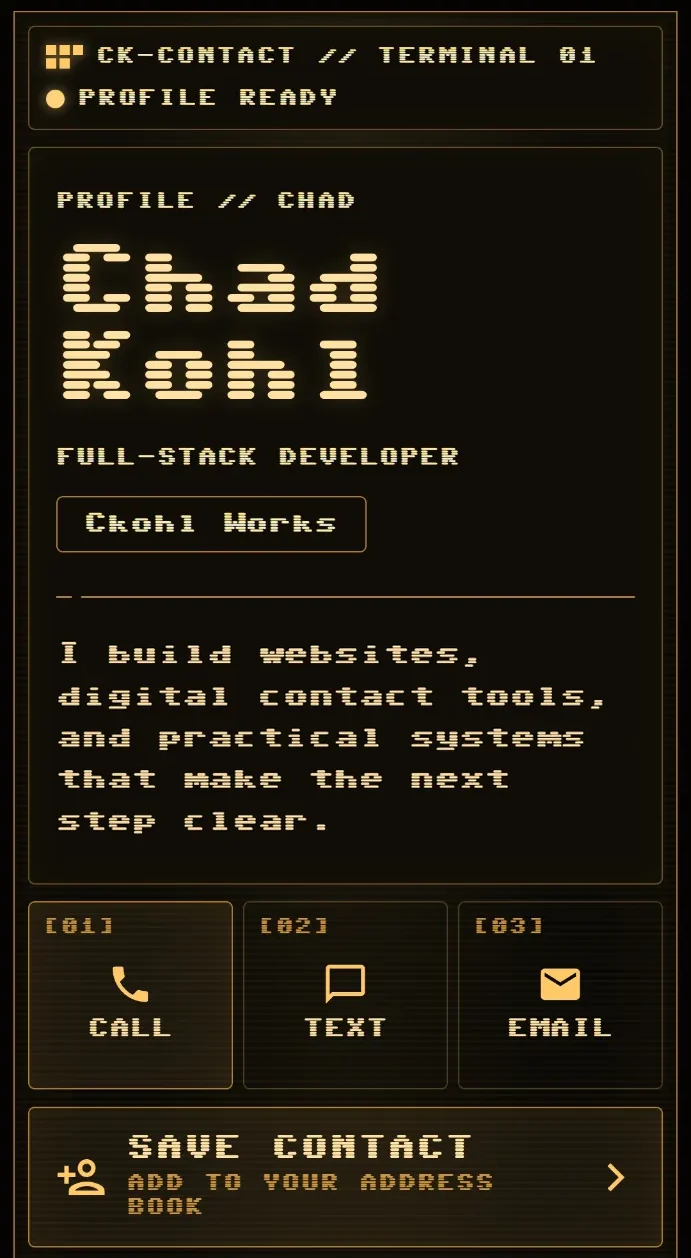 CK-CONTACT // TERMINAL 01
PROFILE READY
PROFILE // CHAD
Chad
Kohl
FULL-STACK DEVELOPER
Ckohl Works
I build websites,
digital contact tools,
and practical systems
that make the next
step clear.
[01]
CALL
[02]
TEXT
[03]
EMAIL
SAVE CONTACT
ADD TO YOUR ADDRESS
BOOK